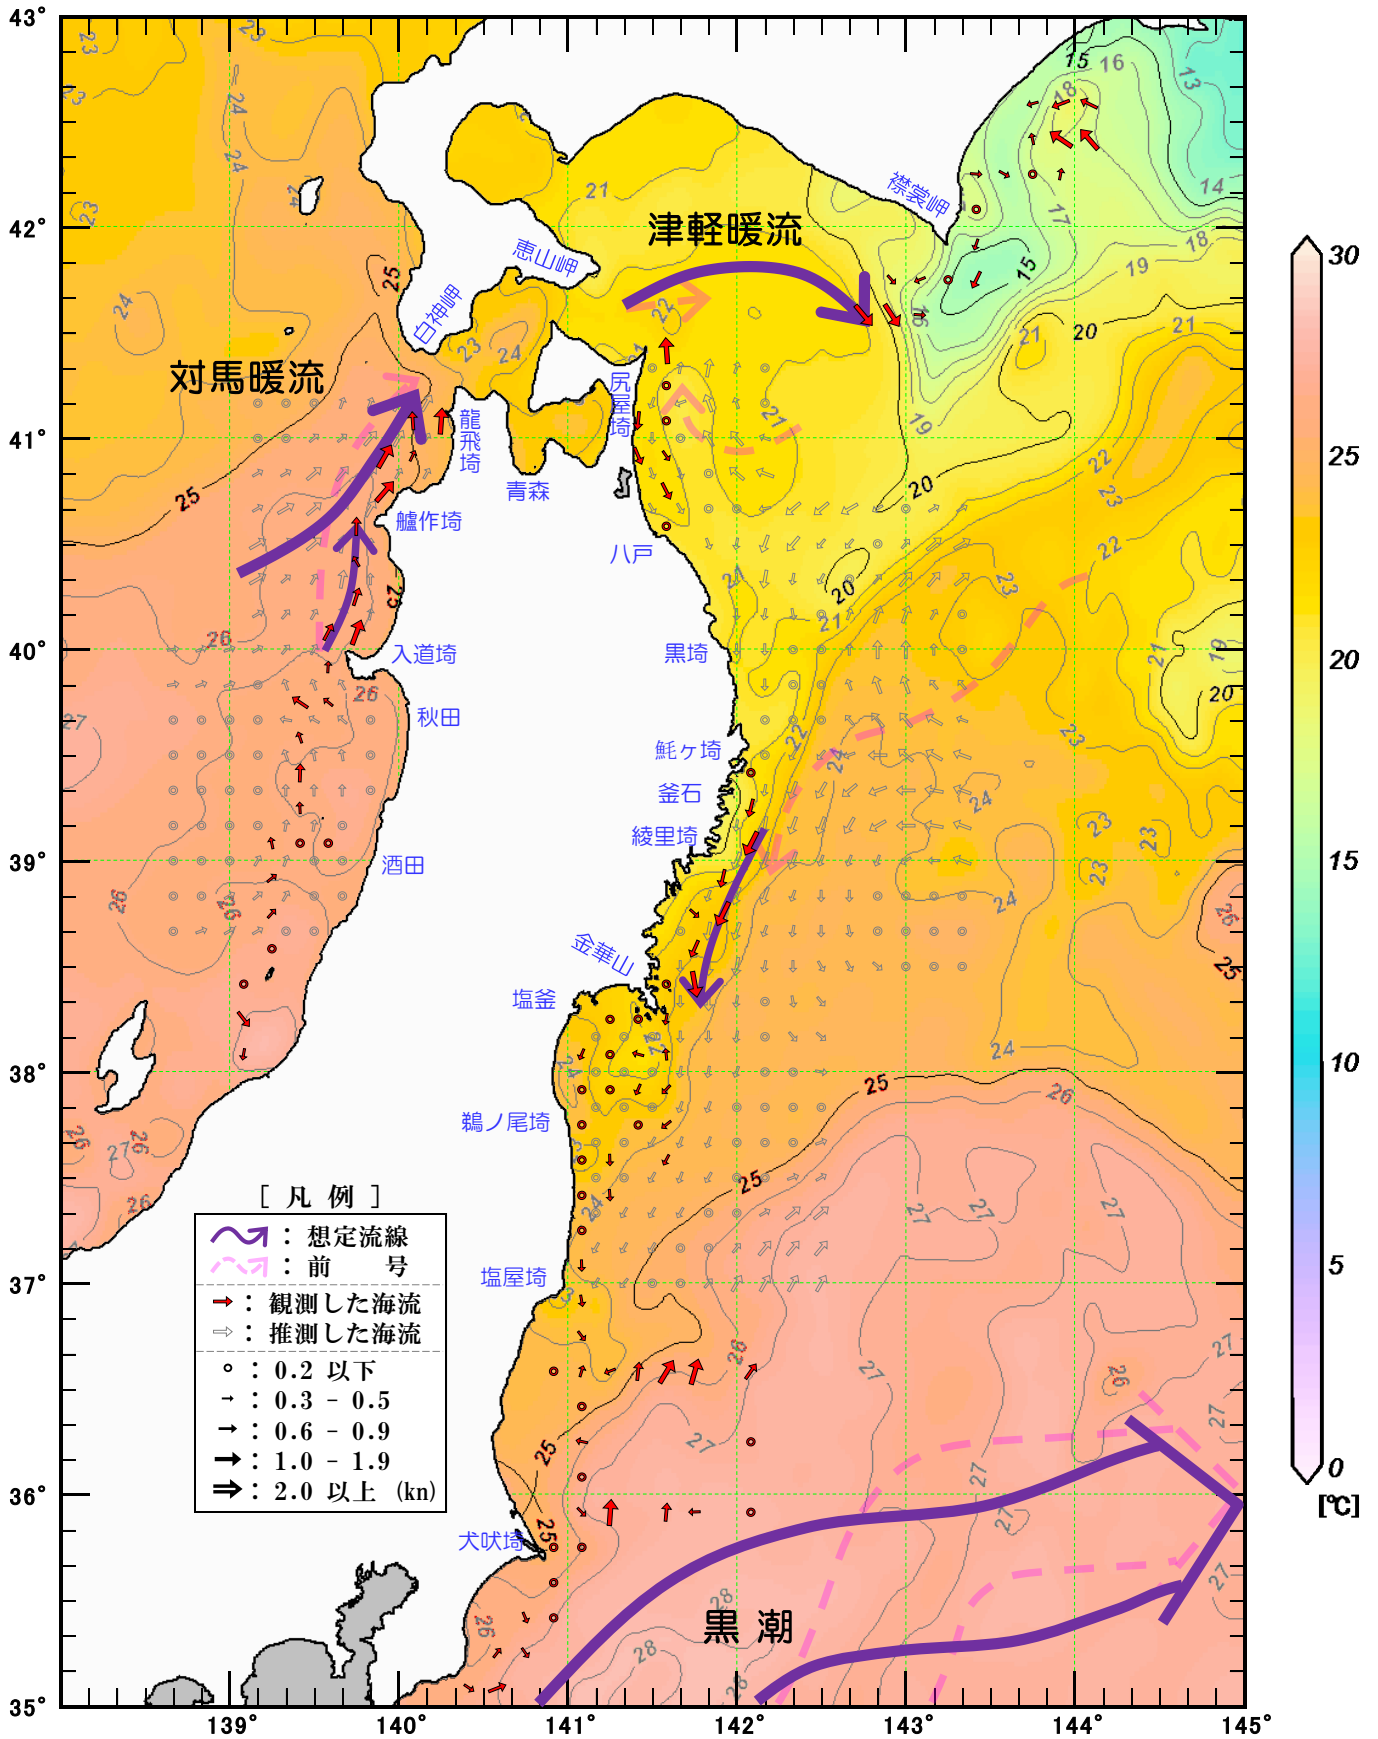 43°
42°
41°
40°
39°
38°
37°
36°
35°
139°
140°
141°
142°
143°
144°
145°
津軽暖流
対馬暖流
黒潮
襟裳岬
恵山岬
白神岬
尻屋埼
龍飛埼
青森
艫作埼
八戸
入道埼
黒埼
秋田
魹ヶ埼
釜石
綾里埼
酒田
金華山
塩釜
鵜ノ尾埼
塩屋埼
犬吠埼
[ 凡 例 ]
: 想定流線
: 前 号
: 観測した海流
: 推測した海流
: 0.2 以下
: 0.3 - 0.5
: 0.6 - 0.9
: 1.0 - 1.9
: 2.0 以上 (kn)
30
25
20
15
10
5
0
[℃]